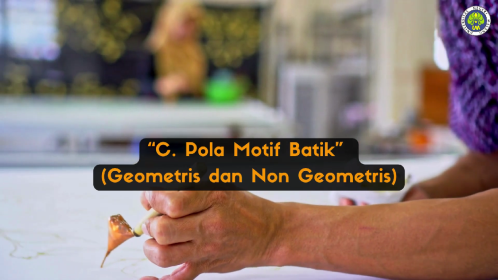 “C. Pola Motif Batik”
(Geometris dan Non Geometris)